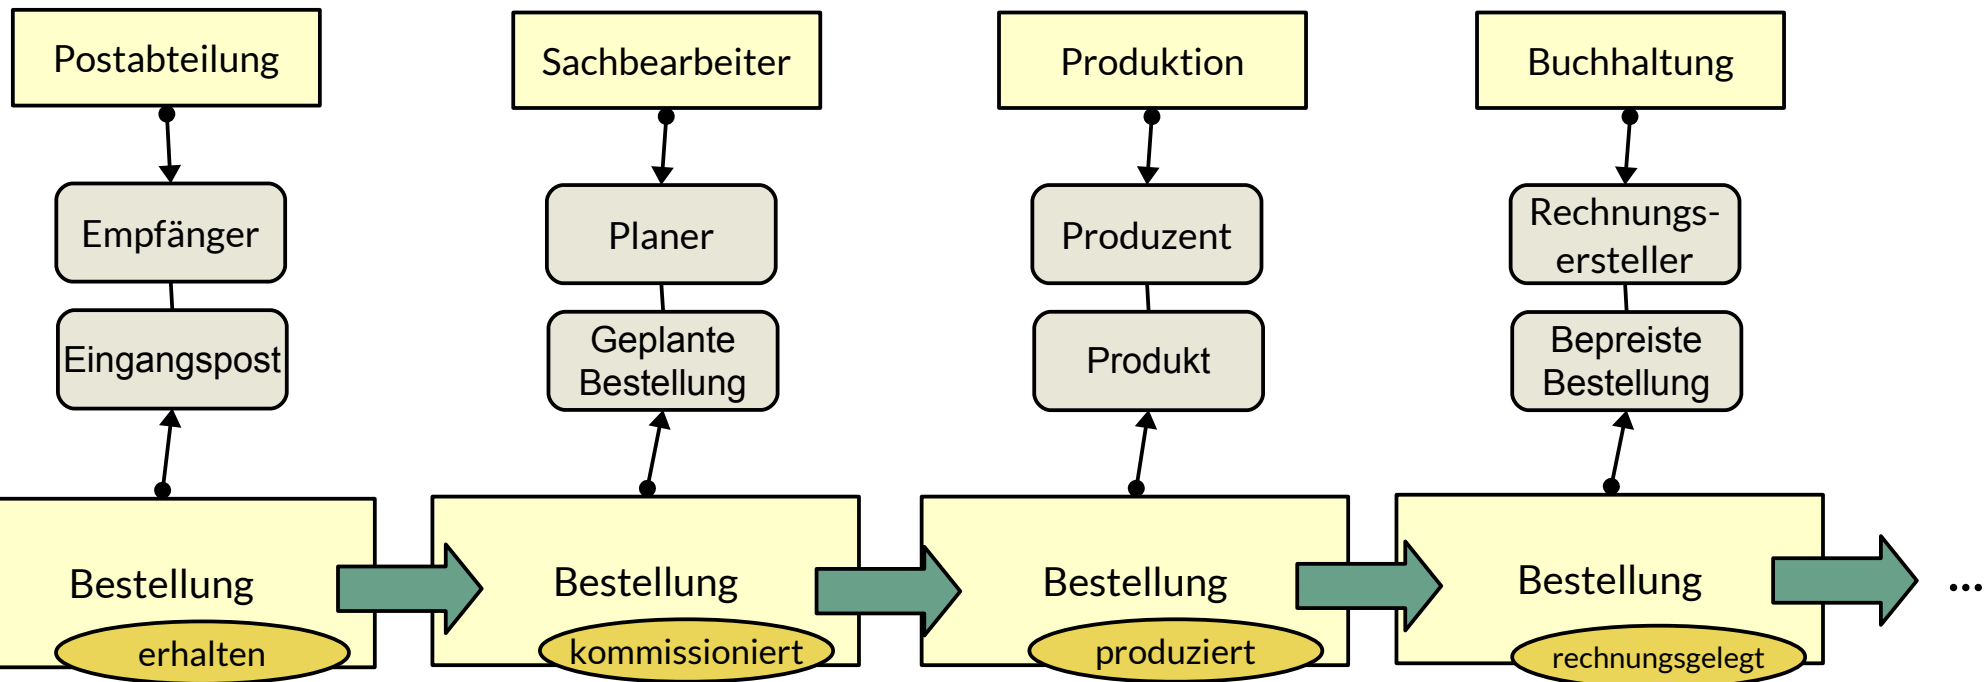 Postabteilung
Sachbearbeiter
Produktion
Buchhaltung
Empfänger
Planer
Produzent
Rechnungs-
ersteller
Eingangspost
Geplante
Bestellung
Produkt
Bepreiste
Bestellung
Bestellung
Bestellung
Bestellung
Bestellung
...
erhalten
kommissioniert
produziert
rechnungsgelegt